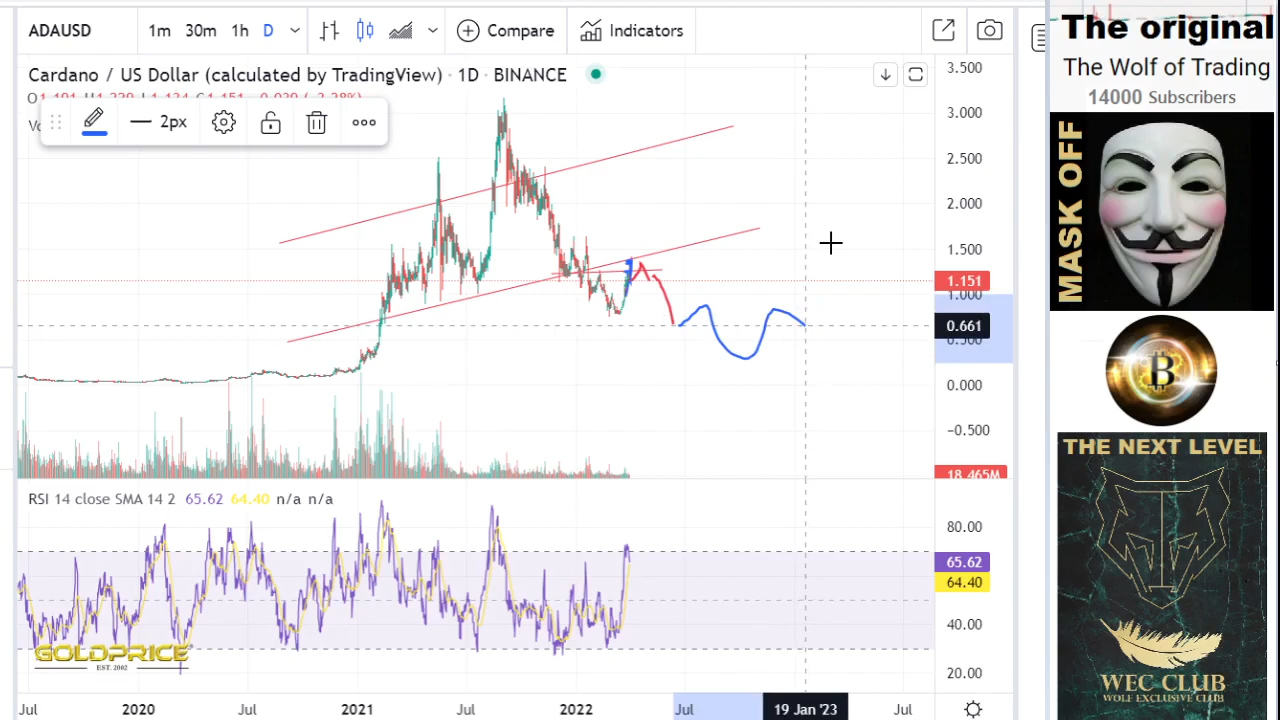 ADAUSD 1m 30m 1h D Compare Indicators
Cardano / US Dollar (calculated by TradingView) · 1D · BINANCE
2px
3.500
3.000
2.500
2.000
1.500
1.151
1.000
0.661
0.500
0.000
−0.500
18.465M
RSI 14 close SMA 14 2 65.62 64.40 n/a n/a
80.00
65.62
64.40
40.00
20.00
GOLDPRICE
EST. 2002
Jul 2020 Jul 2021 Jul 2022 Jul 19 Jan '23 Jul
The original
The Wolf of Trading
14000 Subscribers
MASK OFF
B
THE NEXT LEVEL
WEC CLUB
WOLF EXCLUSIVE CLUB